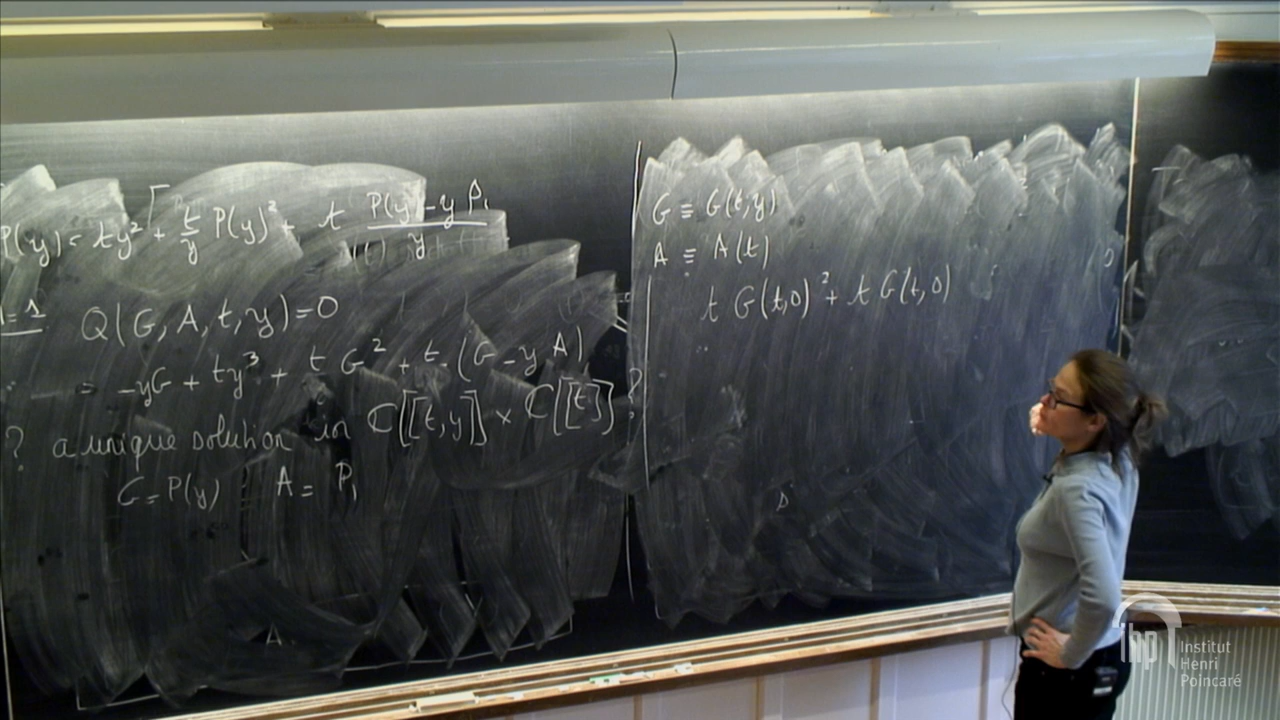 P(y) = ty² + t/y P(y)² + t (P(y) - y P₁)/y
Q(G, A, t, y) = 0
= -yG + ty³ + t G² + t (G - y A)
? a unique solution in ℂ[[t,y]] × ℂ[[t]] ?
G = P(y) A = P₁
G ≡ G(t,y)
A ≡ A(t)
t G(t,0)² + t G(t,0)
ihp Institut
Henri
Poincaré